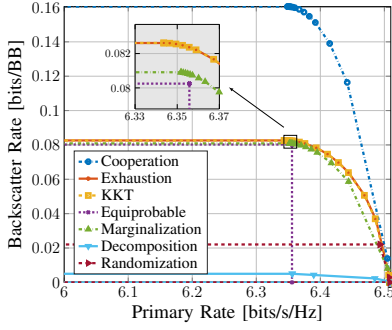 Backscatter Rate [bits/BB]
0.16
0.14
0.12
0.1
0.08
0.06
0.04
0.02
0
0.082
0.08
6.33
6.35
6.37
Cooperation
Exhaustion
KKT
Equiprobable
Marginalization
Decomposition
Randomization
6
6.1
6.2
6.3
6.4
6.5
Primary Rate [bits/s/Hz]